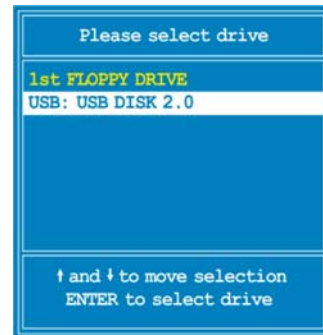 Please select drive
1st FLOPPY DRIVE
USB: USB DISK 2.0
↑ and ↓ to move selection
ENTER to select drive